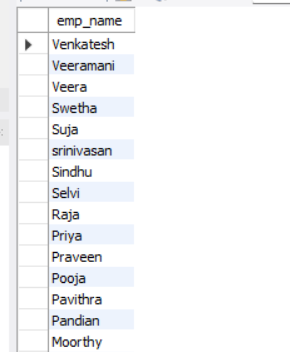 emp_name
Venkatesh
Veeramani
Veera
Swetha
Suja
srinivasan
Sindhu
Selvi
Raja
Priya
Praveen
Pooja
Pavithra
Pandian
Moorthy